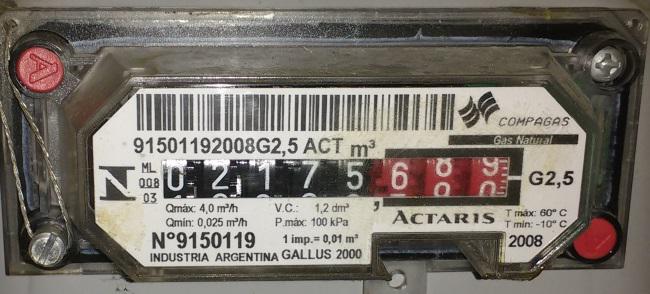 A
COMPAGAS
Gas Natural
91501192008G2,5 ACT m³
N ML 008 03
02175,689
G2,5
Qmáx: 4,0 m³/h V.C.: 1,2 dm³
Qmín: 0,025 m³/h P.máx: 100 kPa
ACTARIS
T máx: 60° C
T mín: -10° C
N°9150119 1 imp.= 0,01 m³
2008
INDUSTRIA ARGENTINA GALLUS 2000